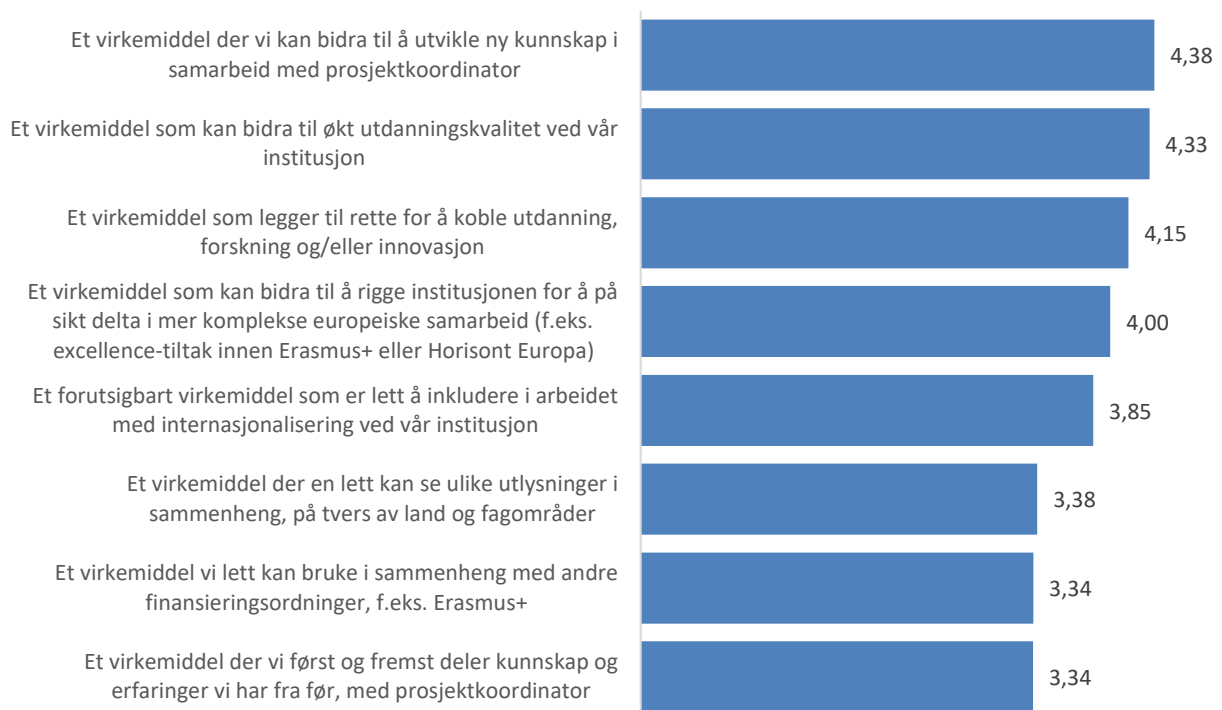 Et virkemiddel der vi kan bidra til å utvikle ny kunnskap i
samarbeid med prosjektkoordinator
4,38
Et virkemiddel som kan bidra til økt utdanningskvalitet ved vår
institusjon
4,33
Et virkemiddel som legger til rette for å koble utdanning,
forskning og/eller innovasjon
4,15
Et virkemiddel som kan bidra til å rigge institusjonen for å på
sikt delta i mer komplekse europeiske samarbeid (f.eks.
excellence-tiltak innen Erasmus+ eller Horisont Europa)
4,00
Et forutsigbart virkemiddel som er lett å inkludere i arbeidet
med internasjonalisering ved vår institusjon
3,85
Et virkemiddel der en lett kan se ulike utlysninger i
sammenheng, på tvers av land og fagområder
3,38
Et virkemiddel vi lett kan bruke i sammenheng med andre
finansieringsordninger, f.eks. Erasmus+
3,34
Et virkemiddel der vi først og fremst deler kunnskap og
erfaringer vi har fra før, med prosjektkoordinator
3,34